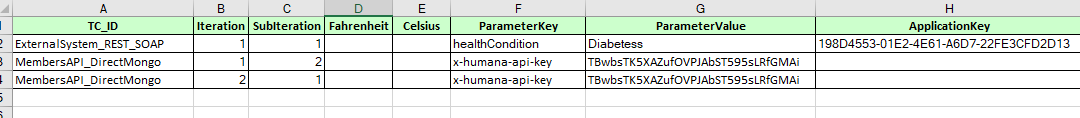 A B C D E F G H
1 TC_ID Iteration SubIteration Fahrenheit Celsius ParameterKey ParameterValue ApplicationKey
2 ExternalSystem_REST_SOAP 1 1 healthCondition Diabetess 198D4553-01E2-4E61-A6D7-22FE3CFD2D13
3 MembersAPI_DirectMongo 1 2 x-humana-api-key TBwbsTK5XAZufOVPJAbST595sLRfGMAi
4 MembersAPI_DirectMongo 2 1 x-humana-api-key TBwbsTK5XAZufOVPJAbST595sLRfGMAi
5